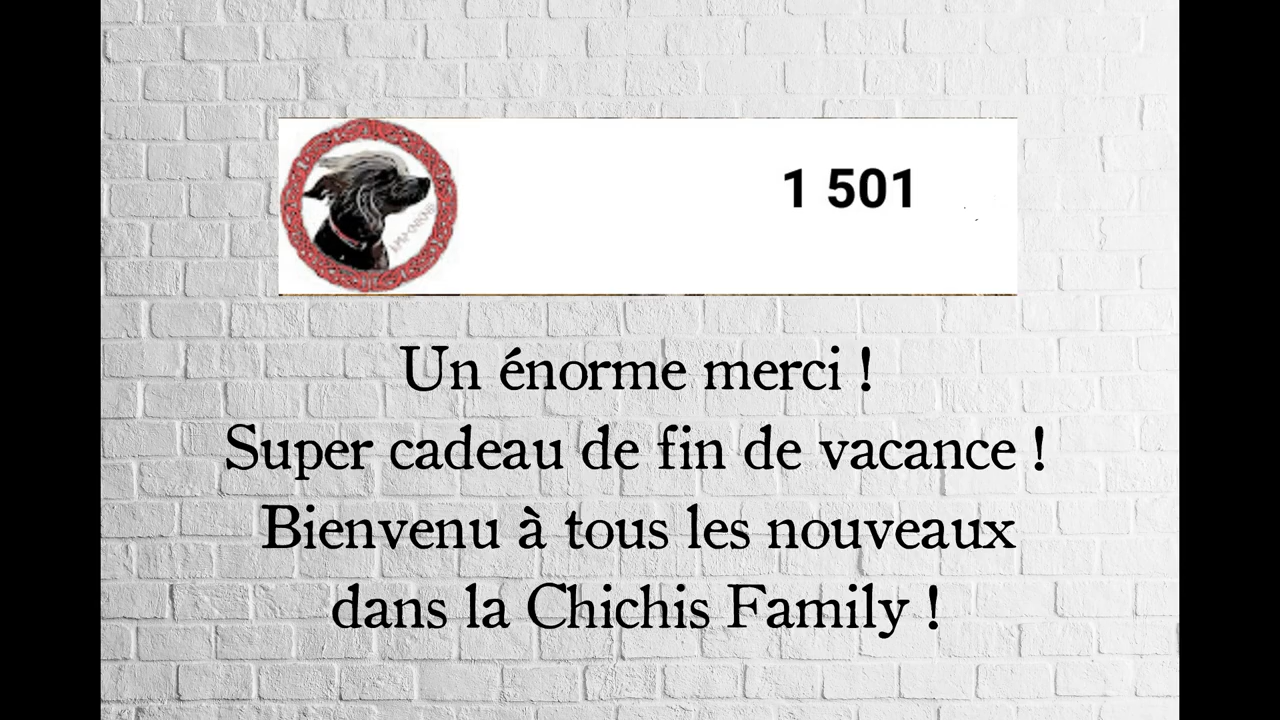 1 501
Un énorme merci !
Super cadeau de fin de vacance !
Bienvenu à tous les nouveaux
dans la Chichis Family !